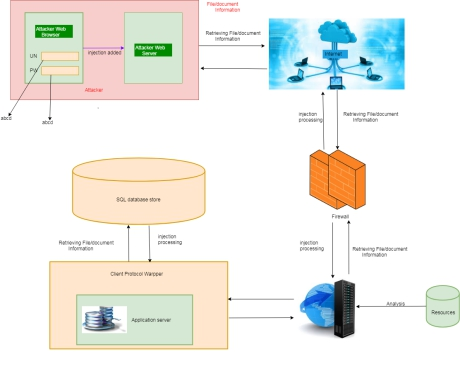 File/document
Information
Attacker Web
Browser
UN
PW
injection added
Attacker Web
Server
Attacker
abcd
abcd
Retrieving File/document
Information
Internet
injection
processing
Retrieving File/document
Information
Firewall
injection
processing
Retrieving File/document
Information
SQL database store
Retrieving File/document
Information
injection
processing
Client Protocol Warpper
Application server
Analysis
Resources